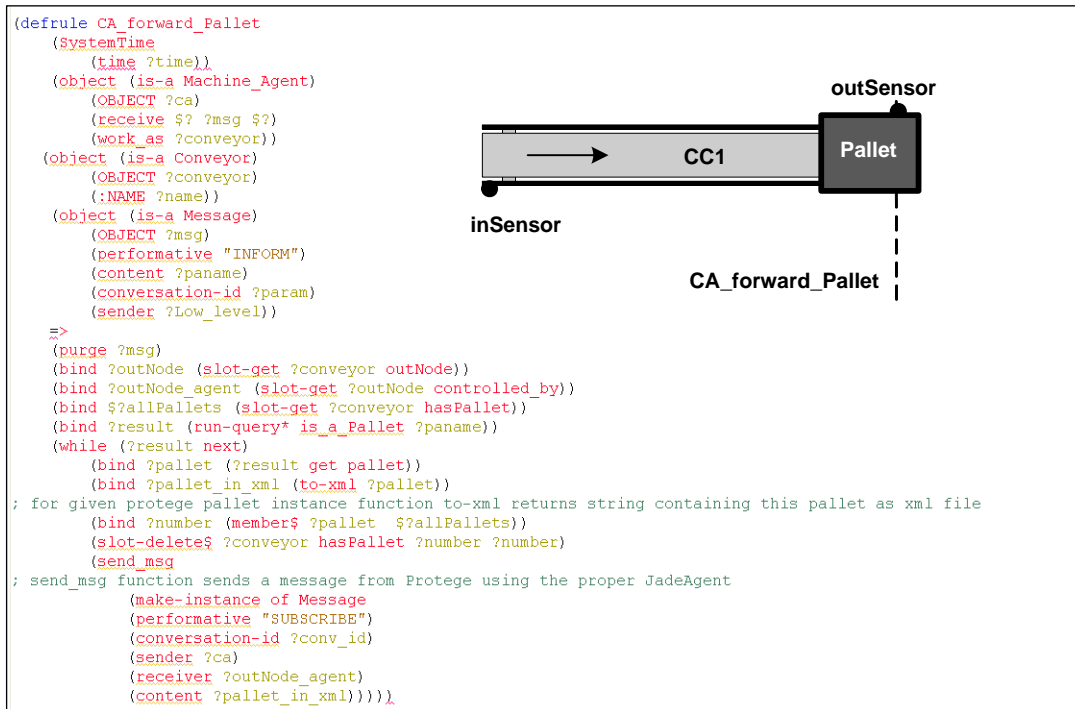 (defrule CA_forward_Pallet
(SystemTime
(time ?time))
(object (is-a Machine_Agent)
(OBJECT ?ca)
(receive $? ?msg $?)
(work_as ?conveyor))
(object (is-a Conveyor)
(OBJECT ?conveyor)
(:NAME ?name))
(object (is-a Message)
(OBJECT ?msg)
(performative "INFORM")
(content ?paname)
(conversation-id ?param)
(sender ?Low_level))
=>
(purge ?msg)
(bind ?outNode (slot-get ?conveyor outNode))
(bind ?outNode_agent (slot-get ?outNode controlled_by))
(bind $?allPallets (slot-get ?conveyor hasPallet))
(bind ?result (run-query* is_a_Pallet ?paname))
(while (?result next)
(bind ?pallet (?result get pallet))
(bind ?pallet_in_xml (to-xml ?pallet))
; for given protege pallet instance function to-xml returns string containing this pallet as xml file
(bind ?number (member$ ?pallet $?allPallets))
(slot-delete$ ?conveyor hasPallet ?number ?number)
(send_msg
; send_msg function sends a message from Protege using the proper JadeAgent
(make-instance of Message
(performative "SUBSCRIBE")
(conversation-id ?conv_id)
(sender ?ca)
(receiver ?outNode_agent)
(content ?pallet_in_xml)))))
outSensor
CC1
Pallet
inSensor
CA_forward_Pallet